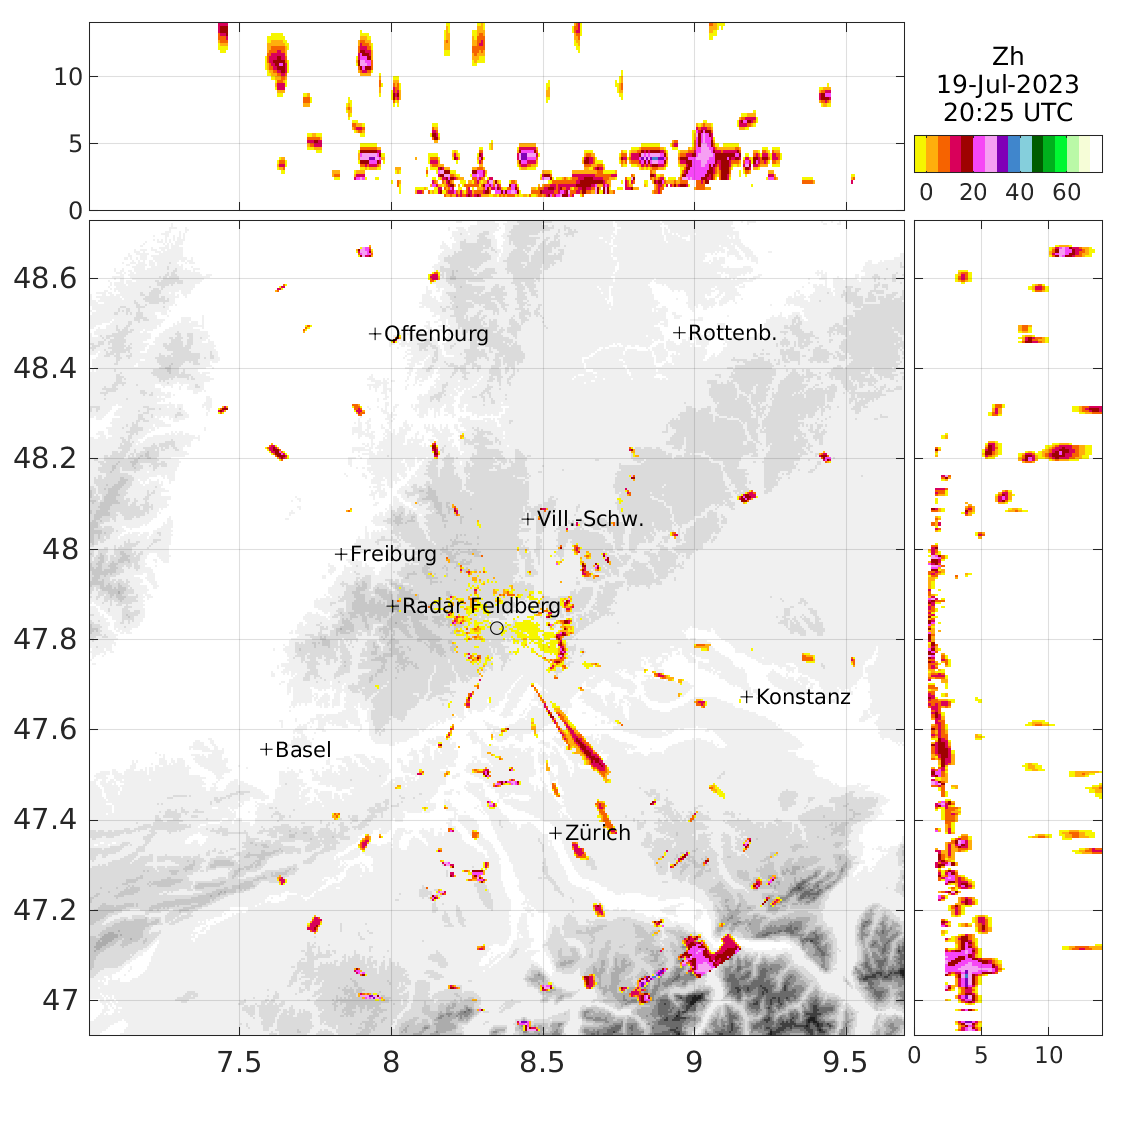 10
5
0
Zh
19-Jul-2023
20:25 UTC
0 20 40 60
48.6
48.4
48.2
48
47.8
47.6
47.4
47.2
47
+Offenburg
+Rottenb.
+Vill.-Schw.
+Freiburg
+Radar Feldberg
+Konstanz
+Basel
+Zürich
7.5 8 8.5 9 9.5
0 5 10